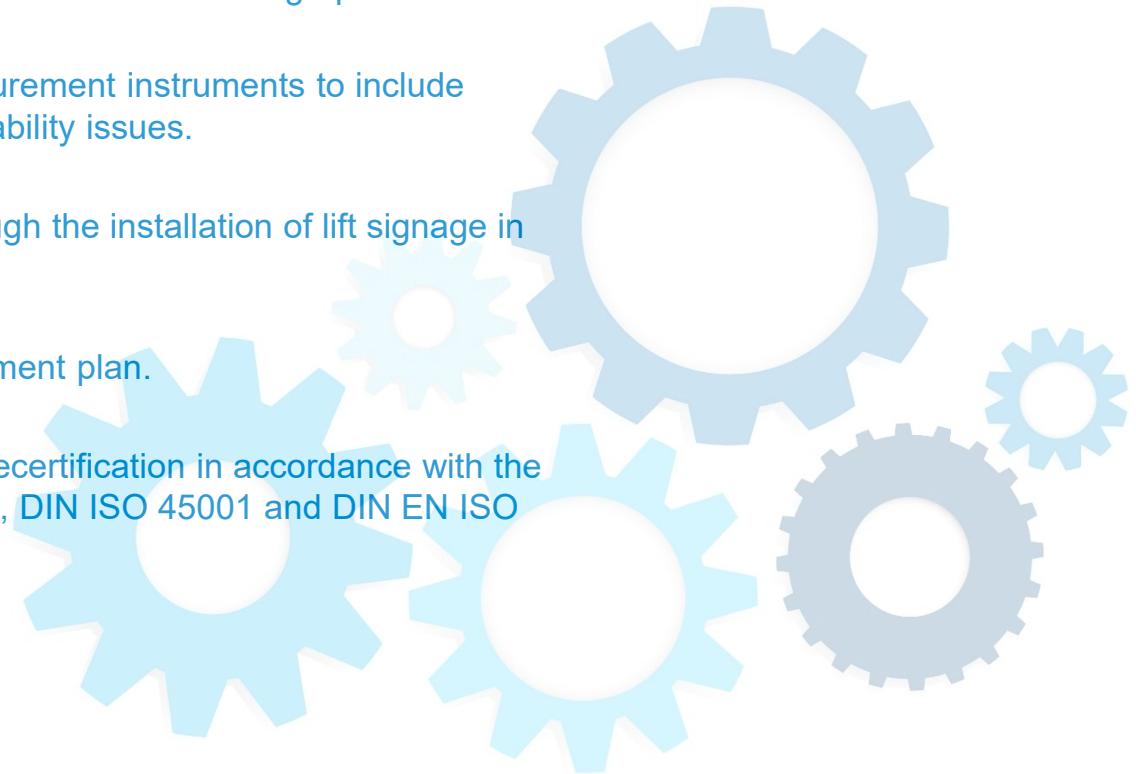 urement instruments to include
ability issues.
ugh the installation of lift signage in
ment plan.
ecertification in accordance with the
, DIN ISO 45001 and DIN EN ISO